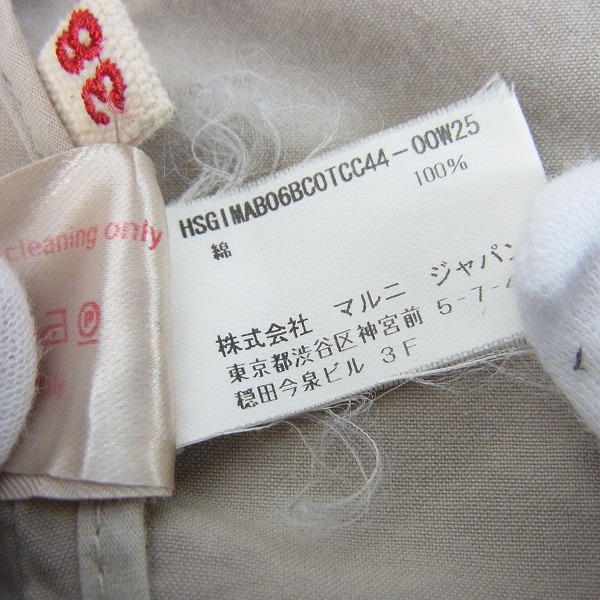 38
cleaning only
Ⓟ
HSGIMAB06BC0TCC44-00W25
綿 100%
株式会社 マルニ ジャパン
東京都渋谷区神宮前 5-7-
穏田今泉ビル 3F